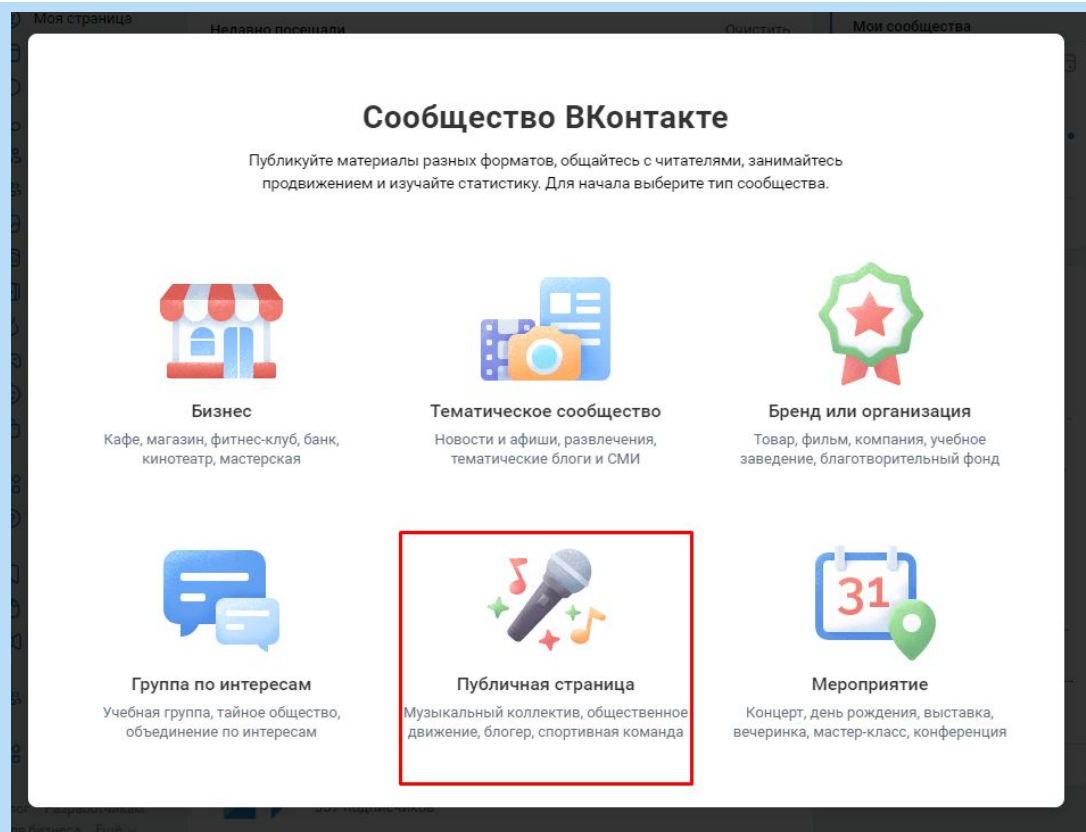 Моя страница
Недавно посещали
Очистить
Мои сообщества
Сообщество ВКонтакте
Публикуйте материалы разных форматов, общайтесь с читателями, занимайтесь
продвижением и изучайте статистику. Для начала выберите тип сообщества.
Бизнес
Кафе, магазин, фитнес-клуб, банк,
кинотеатр, мастерская
Тематическое сообщество
Новости и афиши, развлечения,
тематические блоги и СМИ
Бренд или организация
Товар, фильм, компания, учебное
заведение, благотворительный фонд
31
Группа по интересам
Учебная группа, тайное общество,
объединение по интересам
Публичная страница
Музыкальный коллектив, общественное
движение, блогер, спортивная команда
Мероприятие
Концерт, день рождения, выставка,
вечеринка, мастер-класс, конференция